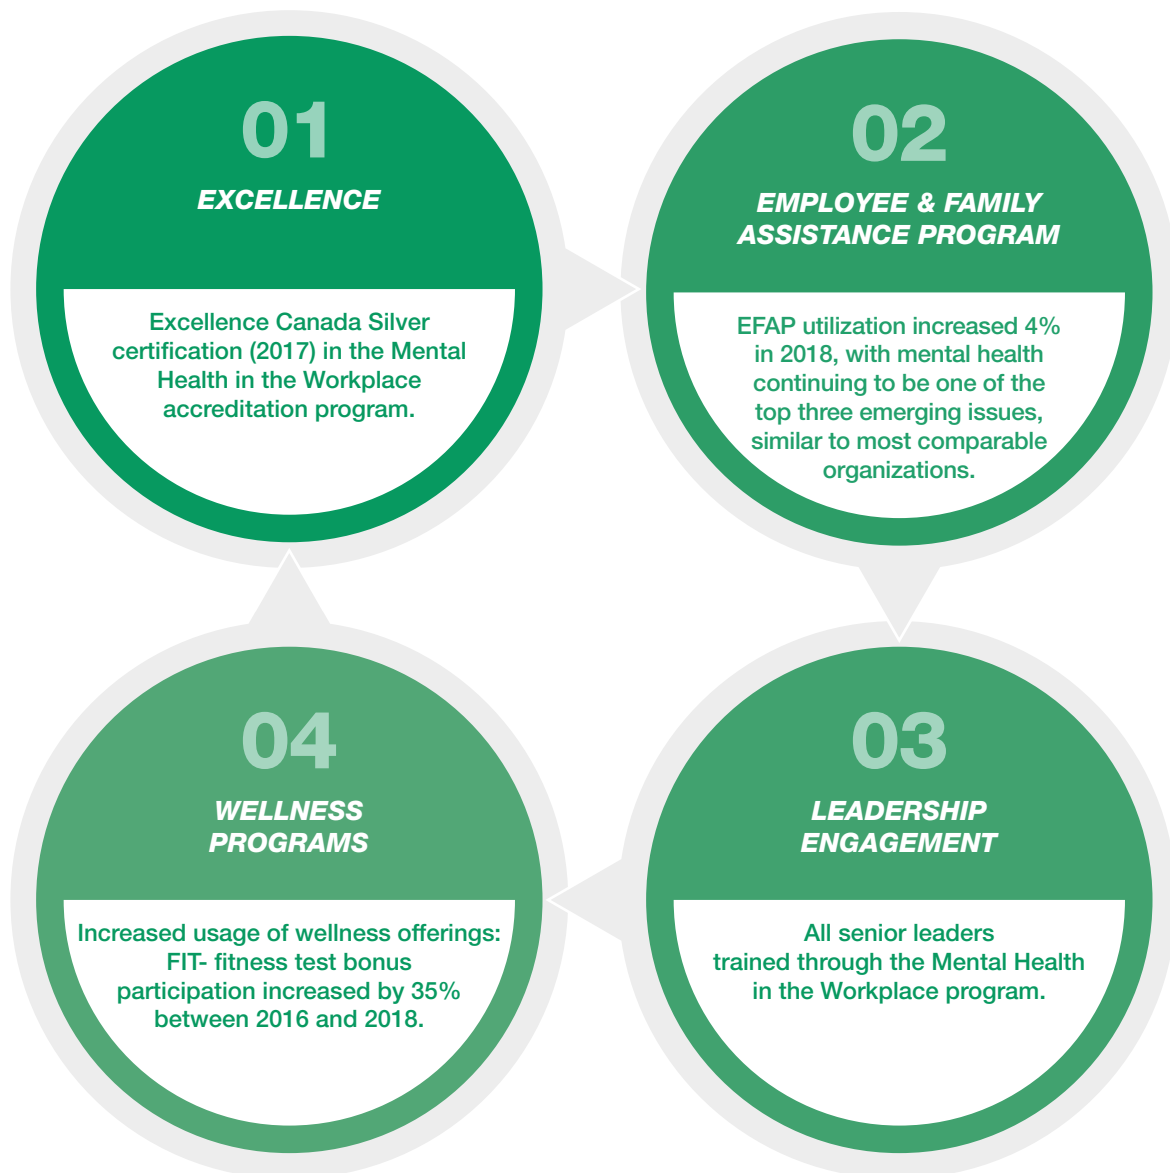 01
EXCELLENCE
Excellence Canada Silver
certification (2017) in the Mental
Health in the Workplace
accreditation program.
02
EMPLOYEE & FAMILY
ASSISTANCE PROGRAM
EFAP utilization increased 4%
in 2018, with mental health
continuing to be one of the
top three emerging issues,
similar to most comparable
organizations.
03
LEADERSHIP
ENGAGEMENT
All senior leaders
trained through the Mental Health
in the Workplace program.
04
WELLNESS
PROGRAMS
Increased usage of wellness offerings:
FIT- fitness test bonus
participation increased by 35%
between 2016 and 2018.